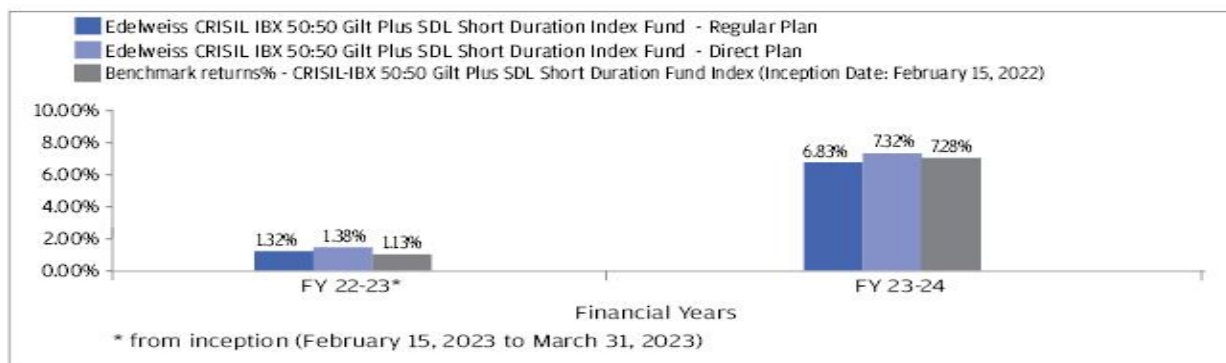 Edelweiss CRISIL IBX 50:50 Gilt Plus SDL Short Duration Index Fund - Regular Plan
Edelweiss CRISIL IBX 50:50 Gilt Plus SDL Short Duration Index Fund - Direct Plan
Benchmark returns% - CRISIL-IBX 50:50 Gilt Plus SDL Short Duration Fund Index (Inception Date: February 15, 2022)
10.00%
8.00%
6.00%
4.00%
2.00%
0.00%
1.32% 1.38% 1.13%
6.83% 7.32% 7.28%
FY 22-23* FY 23-24
Financial Years
* from inception (February 15, 2023 to March 31, 2023)